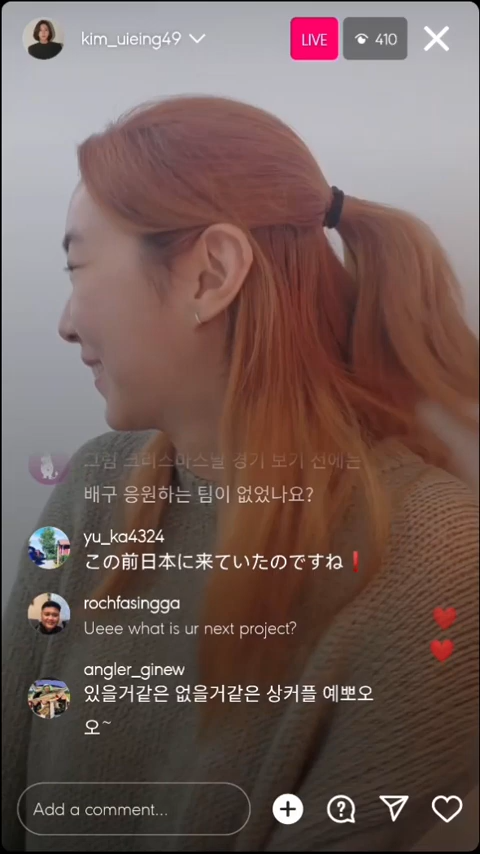 kim_uieing49
LIVE
410
그럼 크리스마스날 경기 보기 전에는
배구 응원하는 팀이 없었나요?
yu_ka4324
この前日本に来ていたのですね❗
rochfasingga
Ueee what is ur next project?
angler_ginew
있을거같은 없을거같은 상커플 예뽀오
오~
Add a comment...